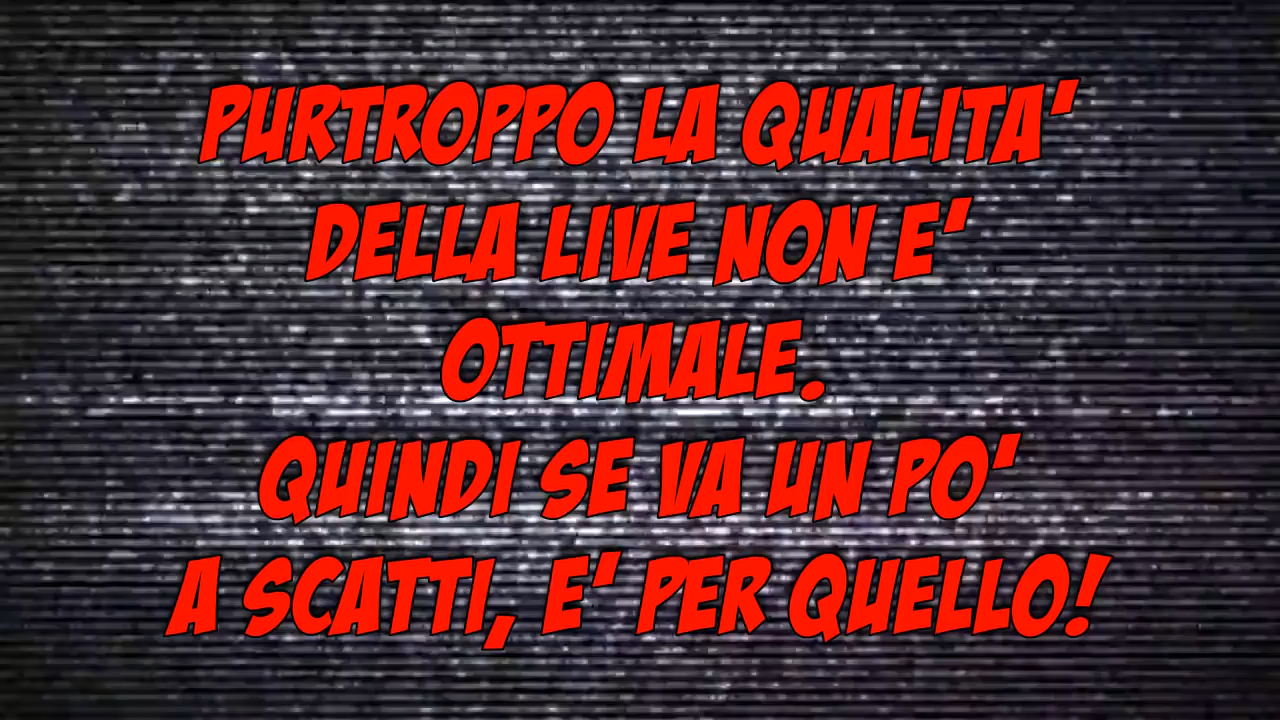 PURTROPPO LA QUALITA'
DELLA LIVE NON E'
OTTIMALE.
QUINDI SE VA UN PO'
A SCATTI, E' PER QUELLO!